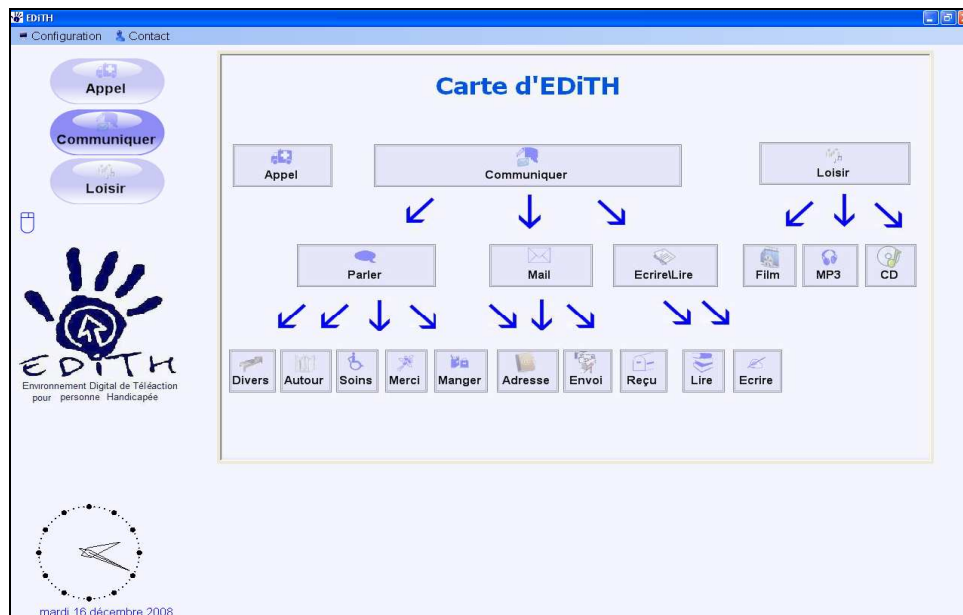 EDiTH
Configuration Contact
Appel
Communiquer
Loisir
EDiTH
Environnement Digital de Téléaction
pour personne Handicapée
mardi 16 décembre 2008
Carte d'EDiTH
Appel Communiquer Loisir
Parler Mail Ecrire\Lire Film MP3 CD
Divers Autour Soins Merci Manger Adresse Envoi Reçu Lire Ecrire